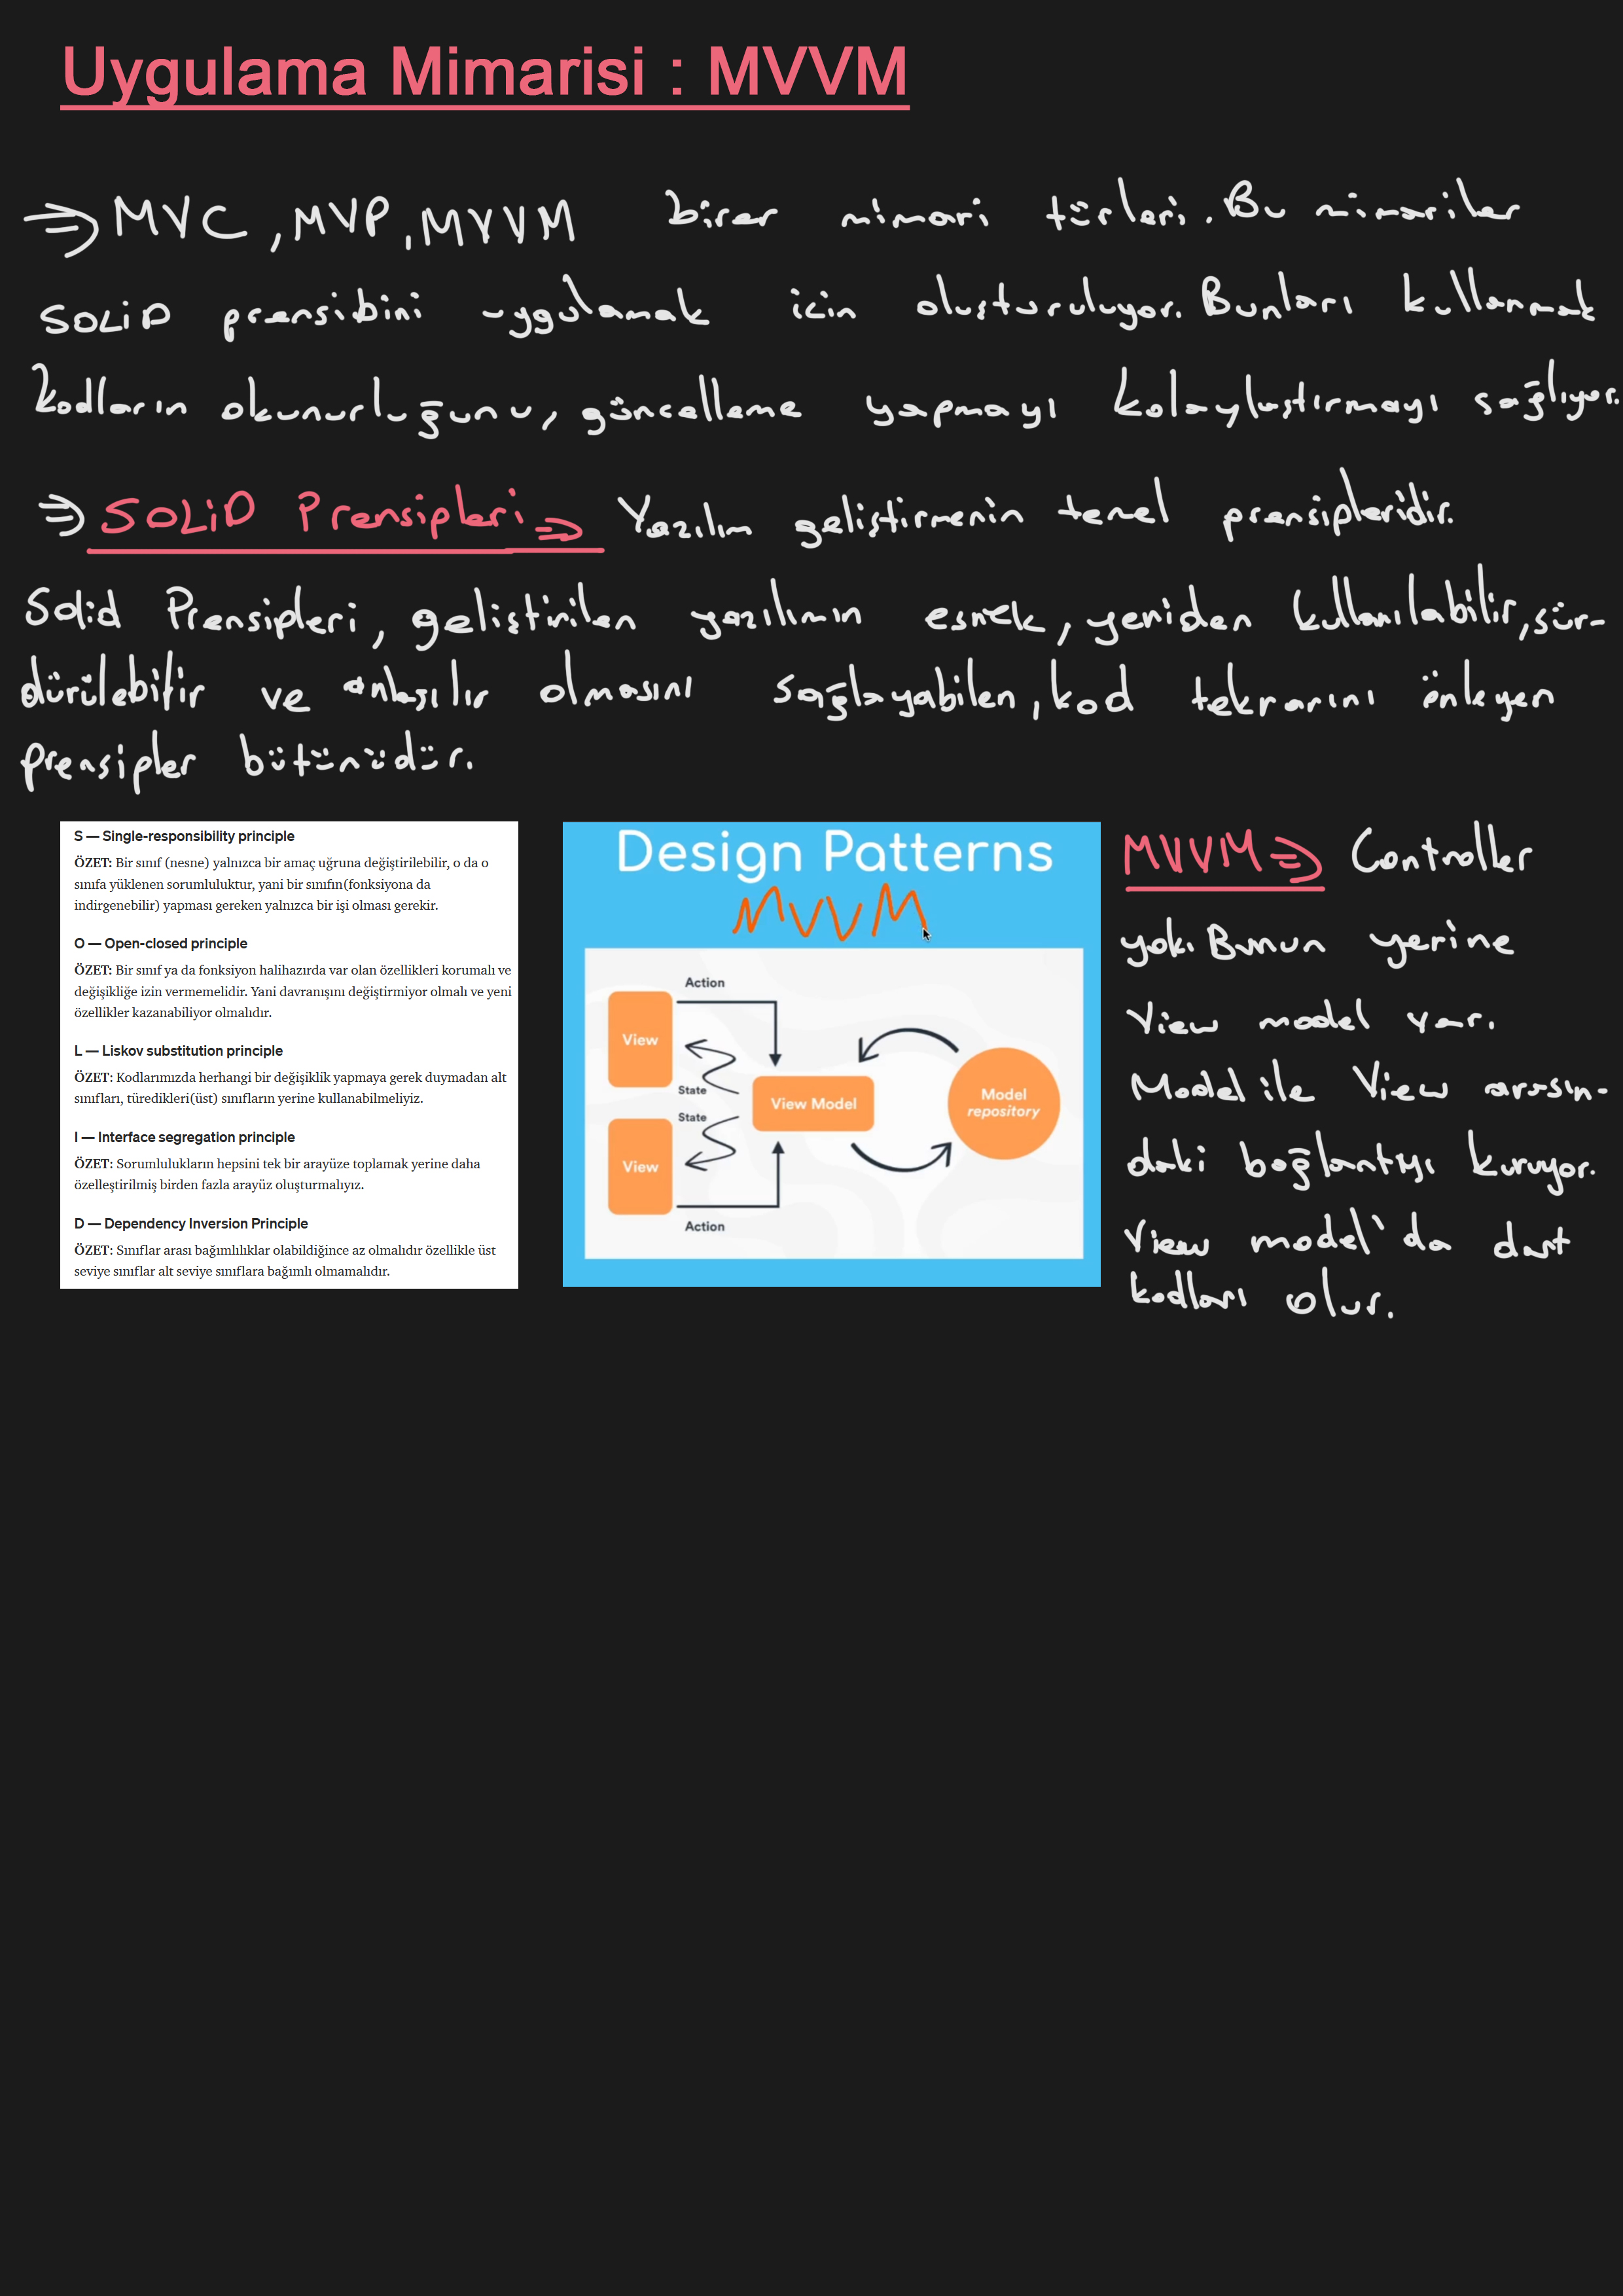 Uygulama Mimarisi : MVVM
⇒ MVC, MVP, MVVM birer mimari türleri. Bu mimariler
SOLiD prensibini uygulamak icin oluşturuluyor. Bunları kullanmak
kodların okunurluğunu, güncelleme yapmayı kolaylaştırmayı sağlıyor.
⇒ SOLiD Prensipleri ⇒ Yazılım geliştirmenin temel prensipleridir.
Solid Prensipleri, geliştirilen yazılımın esnek, yeniden kullanılabilir, sür-
dürülebilir ve anlaşılır olmasını sağlayabilen, kod tekrarını önleyen
prensipler bütünüdür.
S — Single-responsibility principle
ÖZET: Bir sınıf (nesne) yalnızca bir amaç uğruna değiştirilebilir, o da o
sınıfa yüklenen sorumluluktur, yani bir sınıfın(fonksiyona da
indirgenebilir) yapması gereken yalnızca bir işi olması gerekir.
O — Open-closed principle
ÖZET: Bir sınıf ya da fonksiyon halihazırda var olan özellikleri korumalı ve
değişikliğe izin vermemelidir. Yani davranışını değiştirmiyor olmalı ve yeni
özellikler kazanabiliyor olmalıdır.
L — Liskov substitution principle
ÖZET: Kodlarımızda herhangi bir değişiklik yapmaya gerek duymadan alt
sınıfları, türedikleri(üst) sınıfların yerine kullanabilmeliyiz.
I — Interface segregation principle
ÖZET: Sorumlulukların hepsini tek bir arayüze toplamak yerine daha
özelleştirilmiş birden fazla arayüz oluşturmalıyız.
D — Dependency Inversion Principle
ÖZET: Sınıflar arası bağımlılıklar olabildiğince az olmalıdır özellikle üst
seviye sınıflar alt seviye sınıflara bağımlı olmamalıdır.
Design Patterns
MVVM
Action
View
State
View Model
Model
repository
State
View
Action
MVVM ⇒ Controller
yok. Bunun yerine
View model var.
Model ile View arasın-
daki bağlantıyı kuruyor.
View model'da dart
kodları olur.